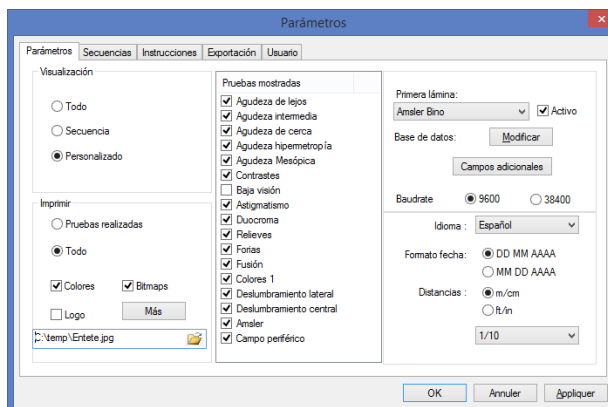 Parámetros
Parámetros Secuencias Instrucciones Exportación Usuario
Visualización
Todo
Secuencia
Personalizado
Imprimir
Pruebas realizadas
Todo
Colores Bitmaps
Logo Más
C:\temp\Entete.jpg
Pruebas mostradas
Agudeza de lejos
Agudeza intermedia
Agudeza de cerca
Agudeza hipermetropía
Agudeza Mesópica
Contrastes
Baja visión
Astigmatismo
Duocroma
Relieves
Forias
Fusión
Colores 1
Deslumbramiento lateral
Deslumbramiento central
Amsler
Campo periférico
Primera lámina:
Amsler Bino Activo
Base de datos: Modificar
Campos adicionales
Baudrate 9600 38400
Idioma : Español
Formato fecha: DD MM AAAA
MM DD AAAA
Distancias : m/cm
ft/in
1/10
OK Annuler Appliquer